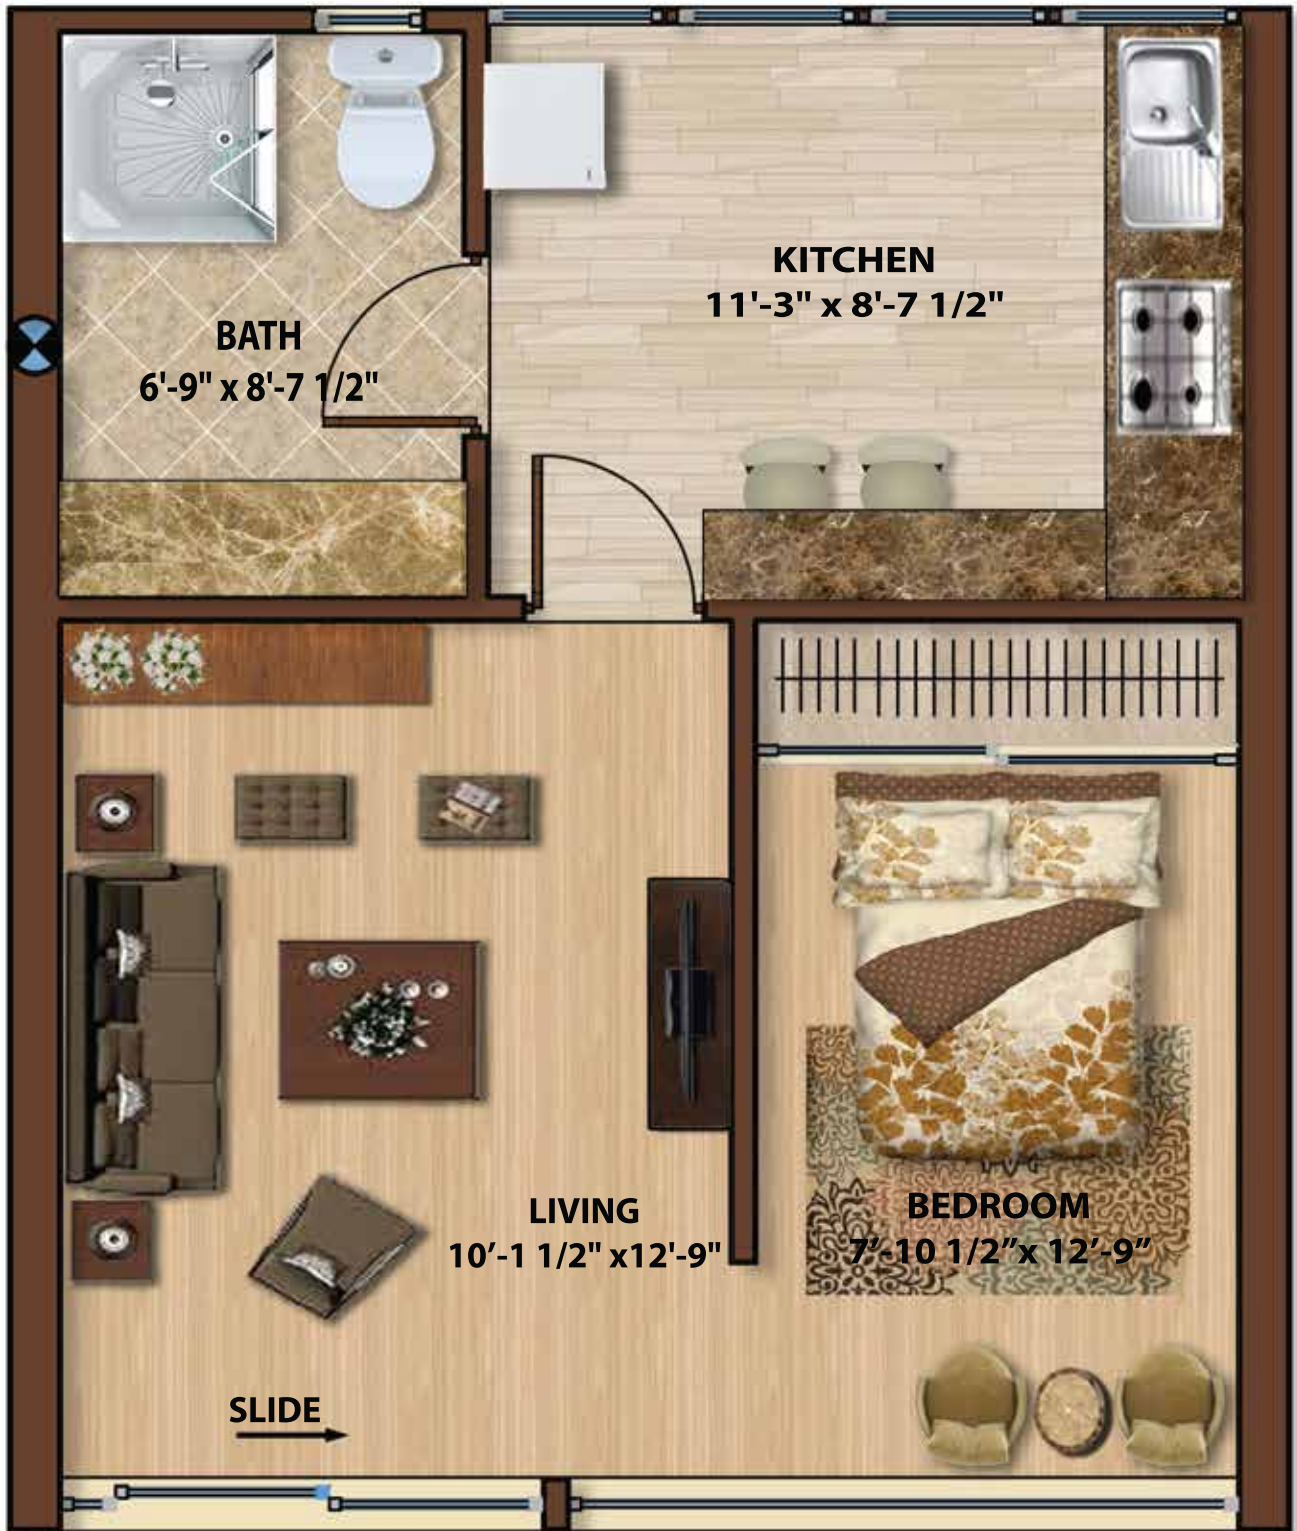 KITCHEN
11'-3" x 8'-7 1/2"
BATH
6'-9" x 8'-7 1/2"
LIVING
10’-1 1/2" x12'-9"
BEDROOM
7’-10 1/2”x 12’-9”
SLIDE